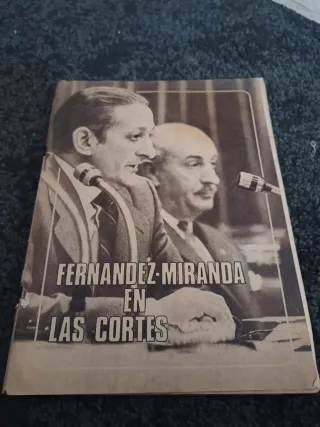 FERNANDEZ-MIRANDA
EN
LAS CORTES